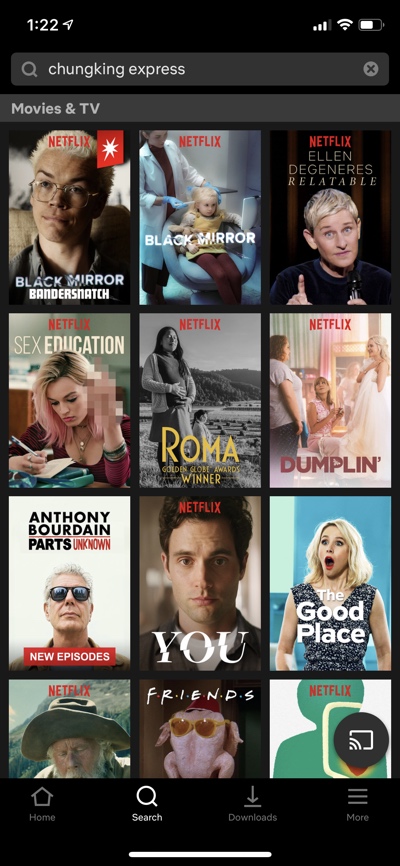 1:22
chungking express
Movies & TV
NETFLIX
BLACK MIRROR
BANDERSNATCH
NETFLIX
BLACK MIRROR
NETFLIX
ELLEN
DEGENERES
RELATABLE
NETFLIX
SEX EDUCATION
NETFLIX
ROMA
GOLDEN GLOBE AWARDS
WINNER
NETFLIX
DUMPLIN'
ANTHONY
BOURDAIN
PARTS UNKNOWN
NEW EPISODES
NETFLIX
YOU
The
Good
Place
NETFLIX
F·R·I·E·N·D·S
NETFLIX
Home
Search
Downloads
More